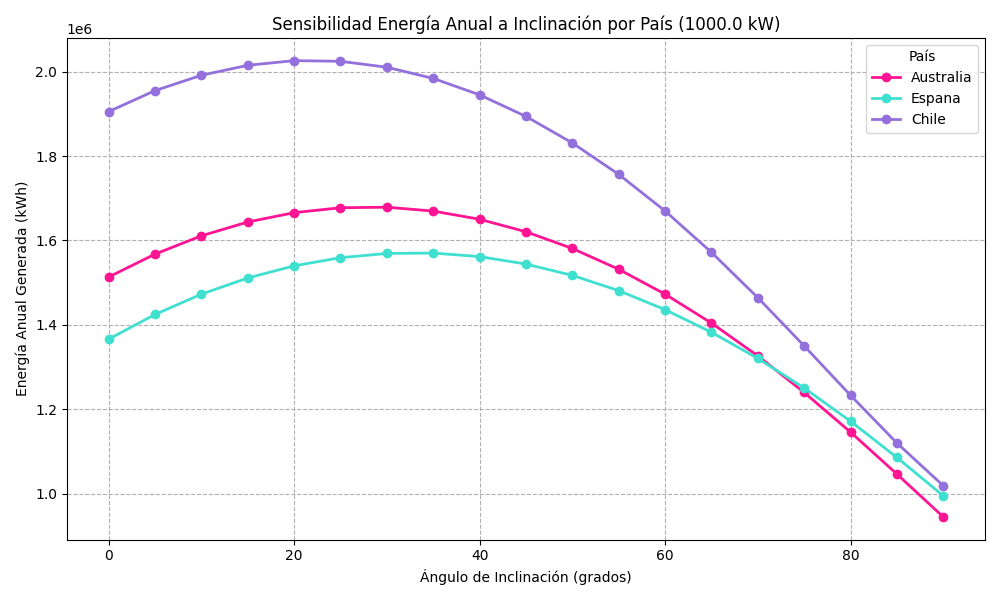 Sensibilidad Energía Anual a Inclinación por País (1000.0 kW)
1e6
País
Australia
Espana
Chile
2.0
1.8
1.6
1.4
1.2
1.0
Energía Anual Generada (kWh)
0 20 40 60 80
Ángulo de Inclinación (grados)